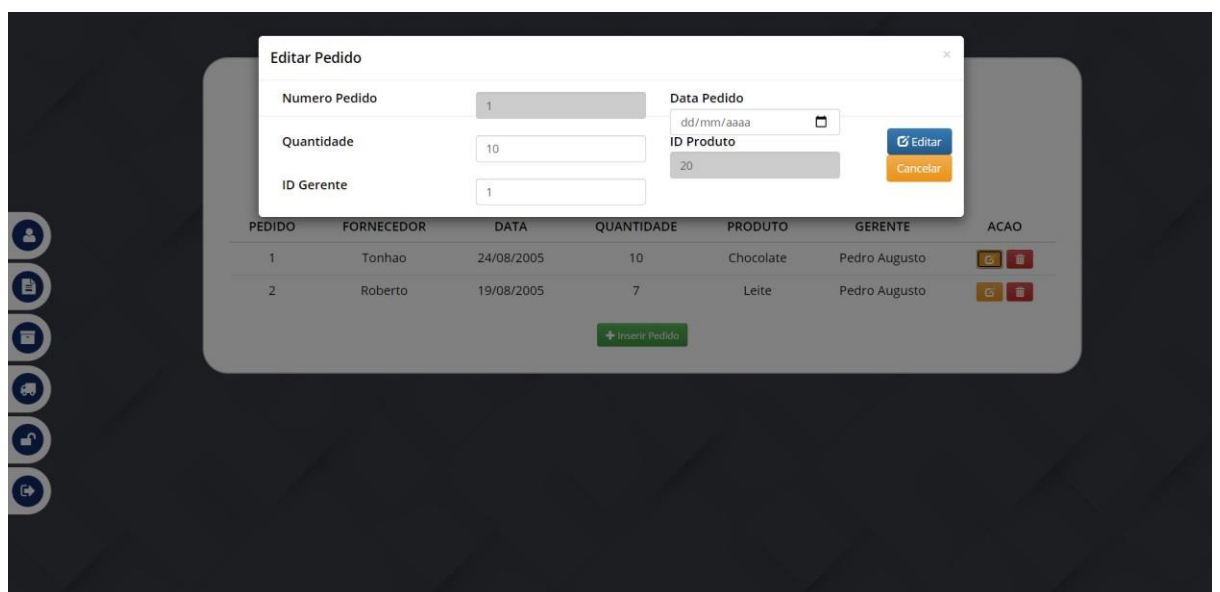 Editar Pedido ×
Numero Pedido 1 Data Pedido
dd/mm/aaaa
Quantidade 10 ID Produto Editar
20 Cancelar
ID Gerente 1
PEDIDO FORNECEDOR DATA QUANTIDADE PRODUTO GERENTE ACAO
1 Tonhao 24/08/2005 10 Chocolate Pedro Augusto
2 Roberto 19/08/2005 7 Leite Pedro Augusto
+ Inserir Pedido